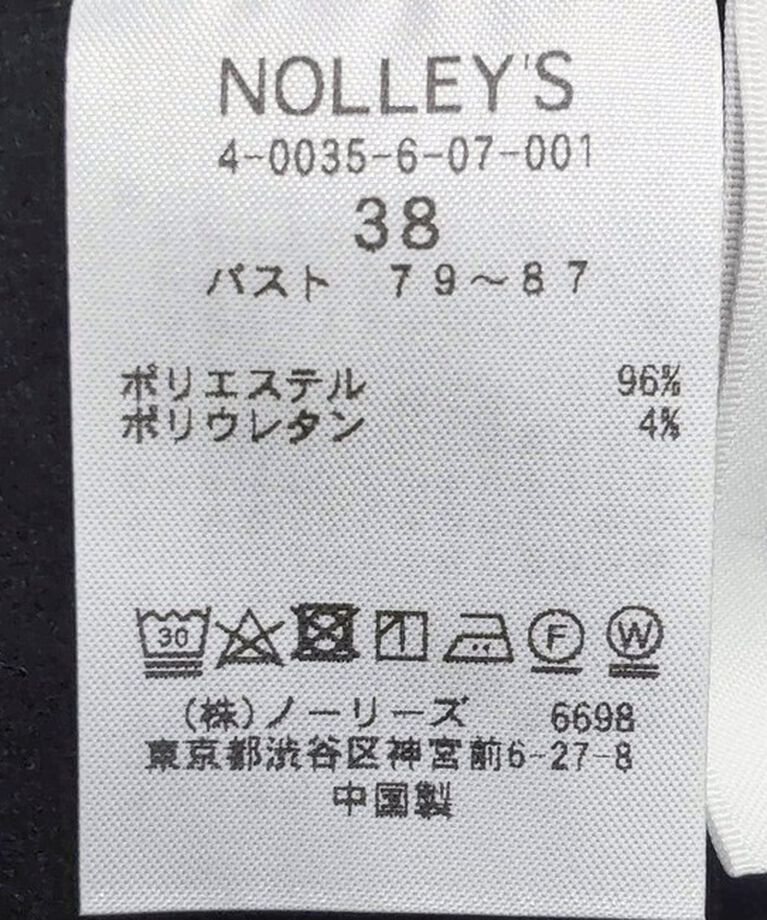 NOLLEY'S
4-0035-6-07-001
38
バスト 79〜87
ポリエステル 96%
ポリウレタン 4%
30 F W
(株)ノーリーズ 6698
東京都渋谷区神宮前6-27-8
中国製